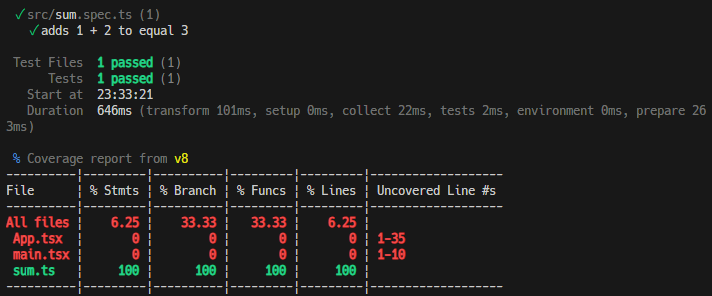 ✓ src/sum.spec.ts (1)
✓ adds 1 + 2 to equal 3
Test Files 1 passed (1)
Tests 1 passed (1)
Start at 23:33:21
Duration 646ms (transform 101ms, setup 0ms, collect 22ms, tests 2ms, environment 0ms, prepare 26
3ms)
% Coverage report from v8
----------|---------|----------|---------|---------|-------------------
File | % Stmts | % Branch | % Funcs | % Lines | Uncovered Line #s
----------|---------|----------|---------|---------|-------------------
All files | 6.25 | 33.33 | 33.33 | 6.25 |
App.tsx | 0 | 0 | 0 | 0 | 1-35
main.tsx | 0 | 0 | 0 | 0 | 1-10
sum.ts | 100 | 100 | 100 | 100 |
----------|---------|----------|---------|---------|-------------------